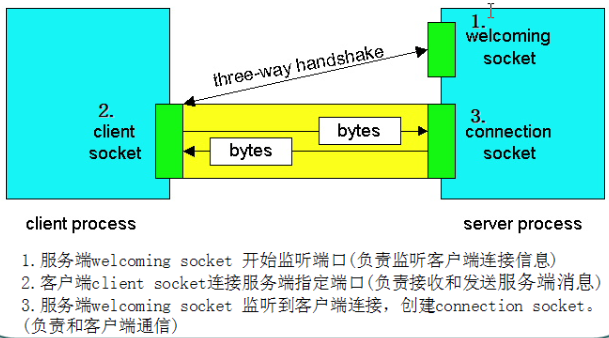 1.
welcoming
socket
three-way handshake
2.
client
socket
3.
connection
socket
bytes
bytes
client process
server process
1.服务端welcoming socket 开始监听端口(负责监听客户端连接信息)
2.客户端client socket连接服务端指定端口(负责接收和发送服务端消息)
3.服务端welcoming socket 监听到客户端连接，创建connection socket。
(负责和客户端通信)